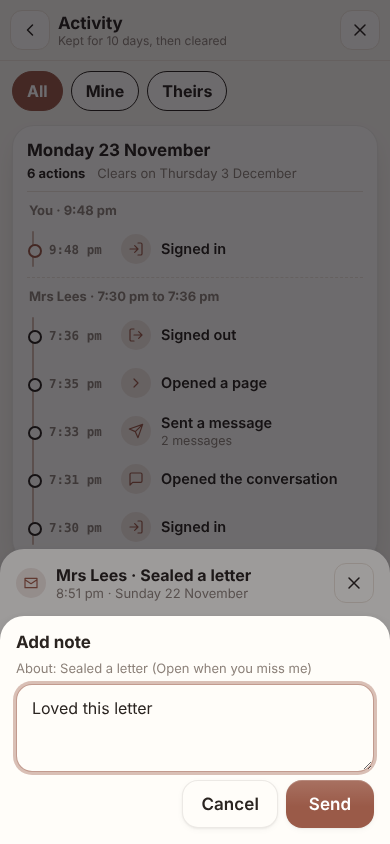 Activity
Kept for 10 days, then cleared
All
Mine
Theirs
Monday 23 November
6 actions Clears on Thursday 3 December
You · 9:48 pm
9:48 pm Signed in
Mrs Lees · 7:30 pm to 7:36 pm
7:36 pm Signed out
7:35 pm Opened a page
7:33 pm Sent a message
2 messages
7:31 pm Opened the conversation
7:30 pm Signed in
Mrs Lees · Sealed a letter
8:51 pm · Sunday 22 November
Add note
About: Sealed a letter (Open when you miss me)
Loved this letter
Cancel
Send